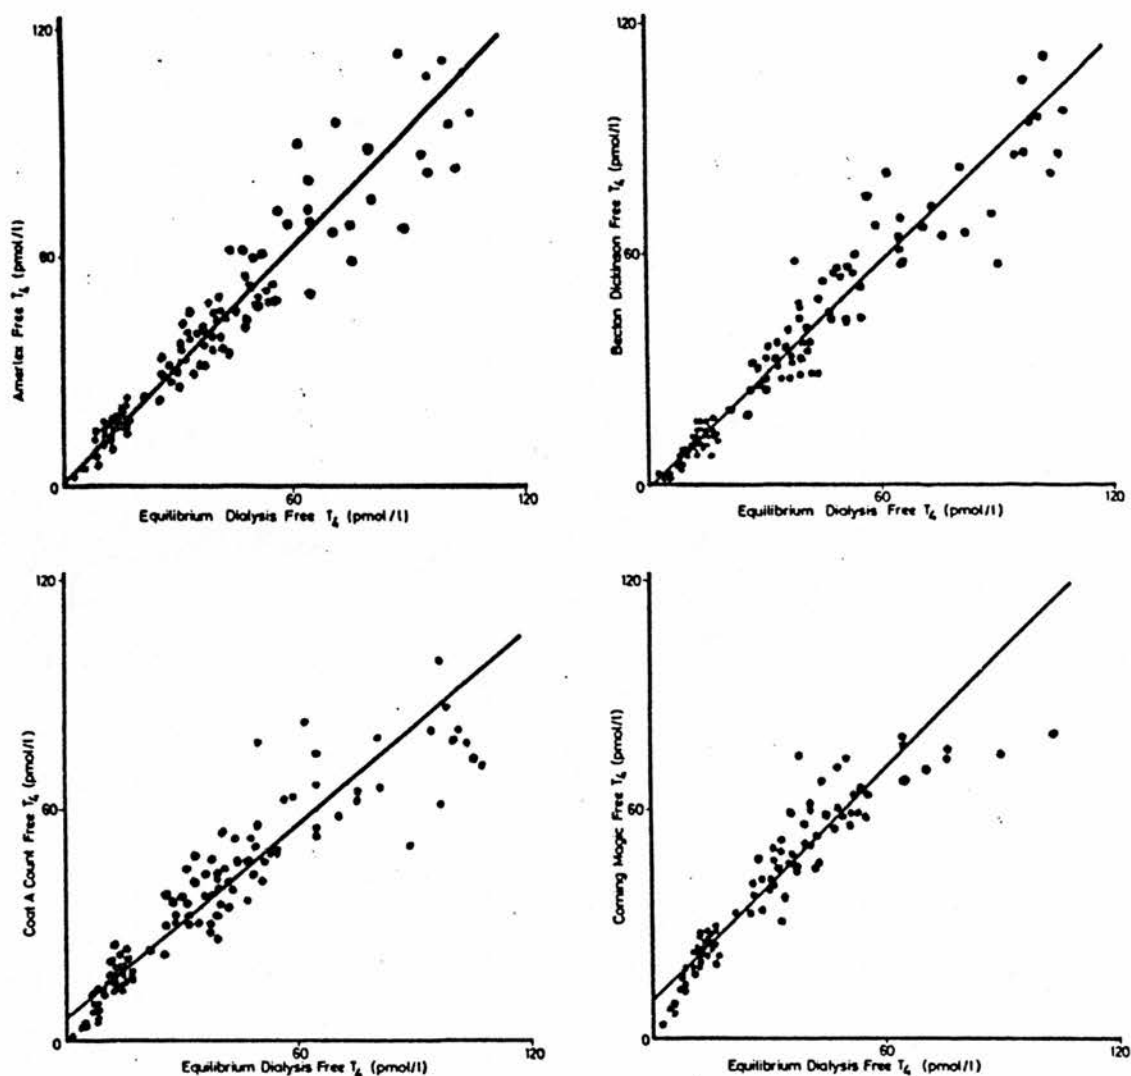 120
Amerlex Free T4 (pmol/l)
60
0
60
120
Equilibrium Dialysis Free T4 (pmol/l)
120
Becton Dickinson Free T4 (pmol/l)
60
0
60
120
Equilibrium Dialysis Free T4 (pmol/l)
120
Coat A Count Free T4 (pmol/l)
60
0
60
120
Equilibrium Dialysis Free T4 (pmol/l)
120
Corning Magic Free T4 (pmol/l)
60
0
60
120
Equilibrium Dialysis Free T4 (pmol/l)